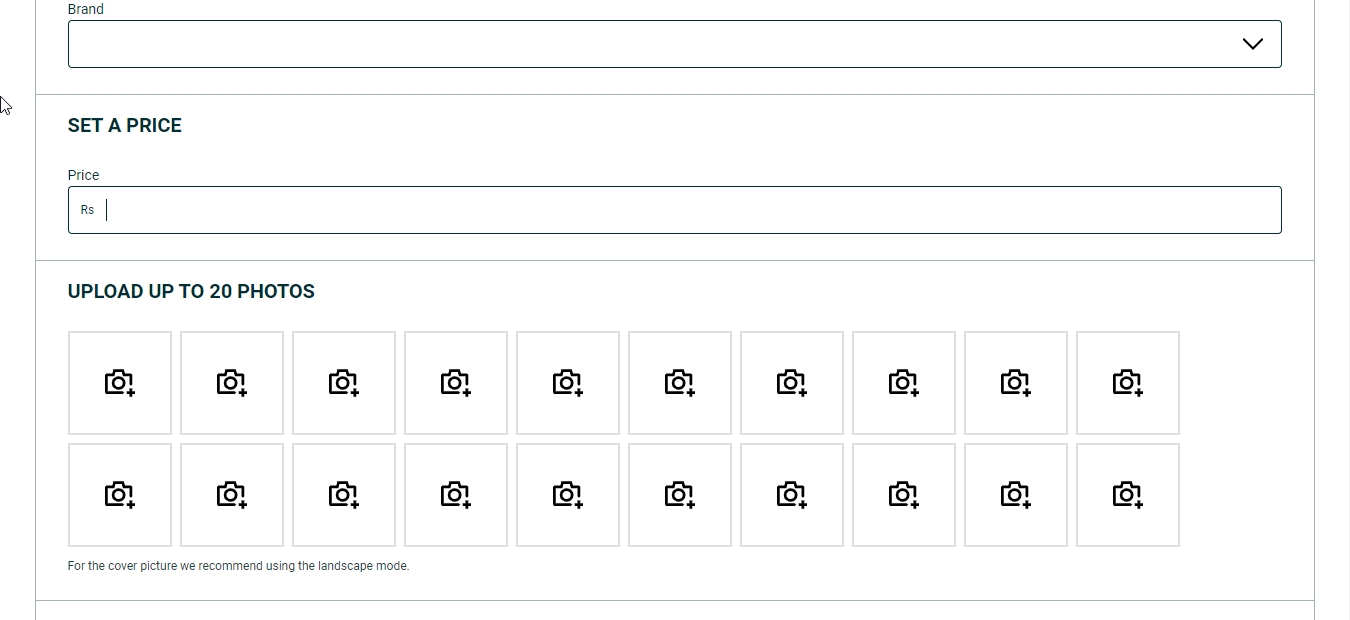 Brand
SET A PRICE
Price
Rs
UPLOAD UP TO 20 PHOTOS
For the cover picture we recommend using the landscape mode.